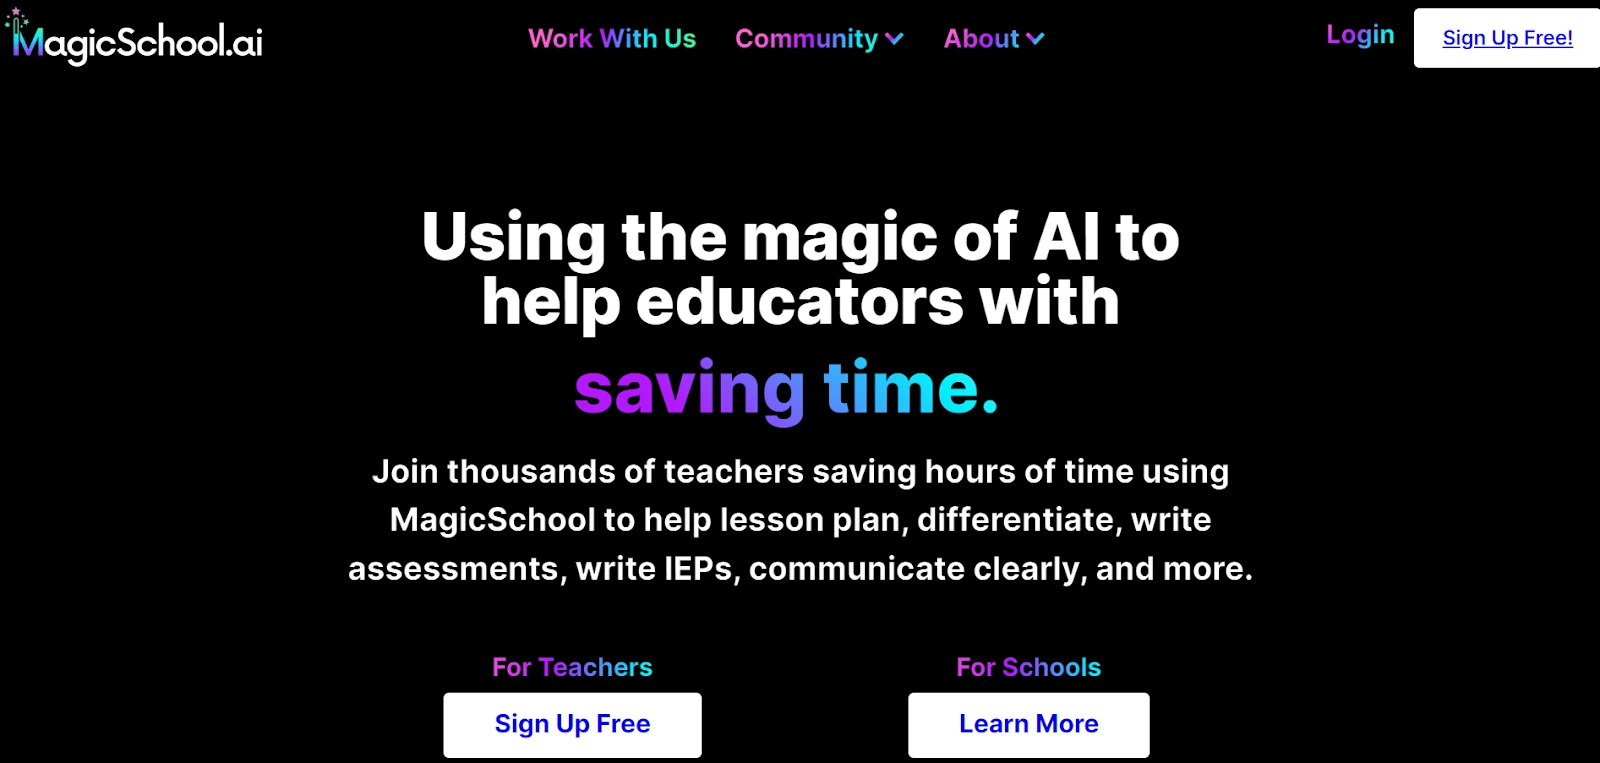 MagicSchool.ai
Work With Us
Community
About
Login
Sign Up Free!
Using the magic of AI to
help educators with
saving time.
Join thousands of teachers saving hours of time using
MagicSchool to help lesson plan, differentiate, write
assessments, write IEPs, communicate clearly, and more.
For Teachers
Sign Up Free
For Schools
Learn More